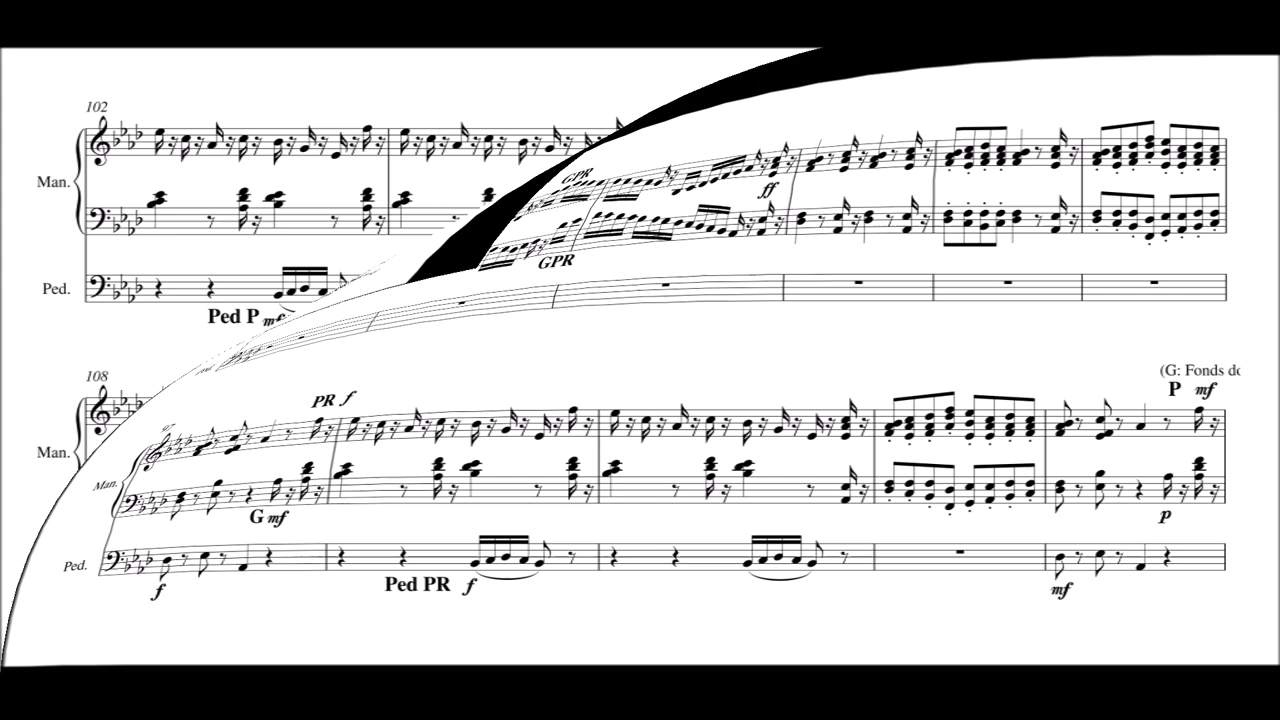 102
Man.
GPR
ff
GPR
Ped.
Ped P mf
108
(G: Fonds do
P mf
PR f
Man.
Man.
G mf
p
Ped.
Ped PR f
f
mf